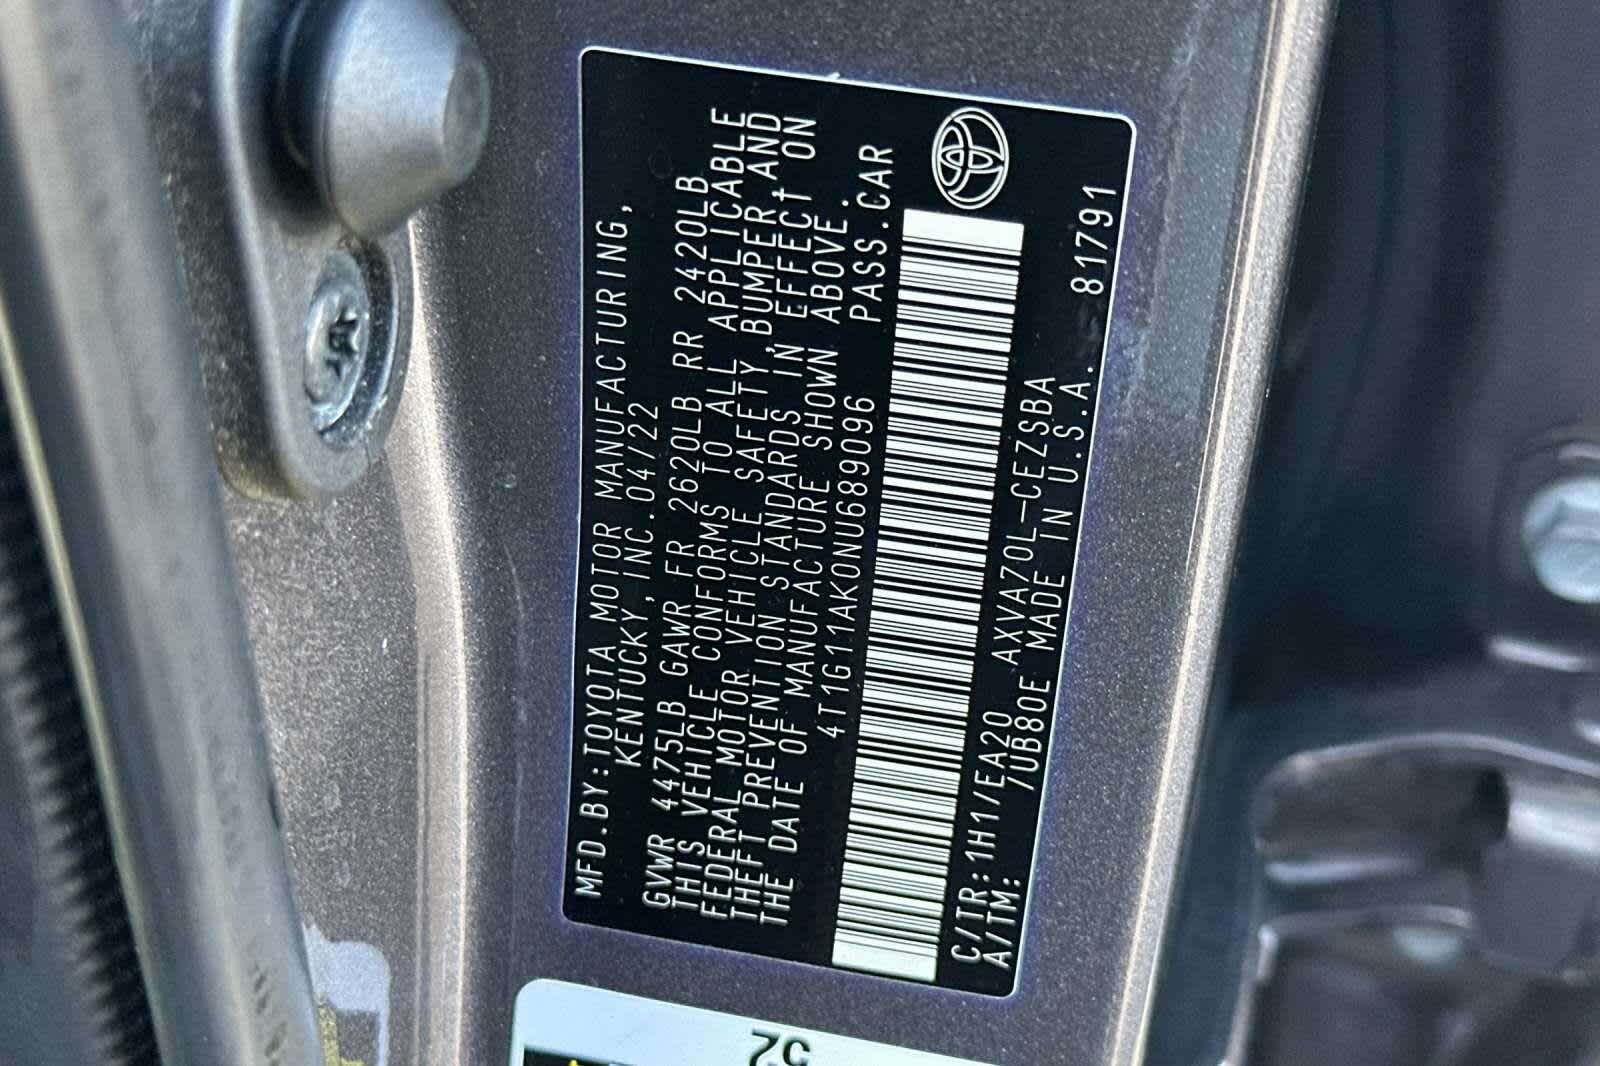 MFD.BY:TOYOTA MOTOR MANUFACTURING,
KENTUCKY,INC.04/22
GVWR 4475LB GAWR FR 2620LB RR 2420LB
THIS VEHICLE CONFORMS TO ALL APPLICABLE
FEDERAL MOTOR VEHICLE SAFETY,BUMPER,AND
THEFT PREVENTION STANDARDS IN EFFECT ON
THE DATE OF MANUFACTURE SHOWN ABOVE.
4T1G11AK0NU689096 PASS.CAR
C/TR:1H1/EA20 AXVA70L-CEZSBA 81791
A/TM: /UB80E MADE IN U.S.A.
52